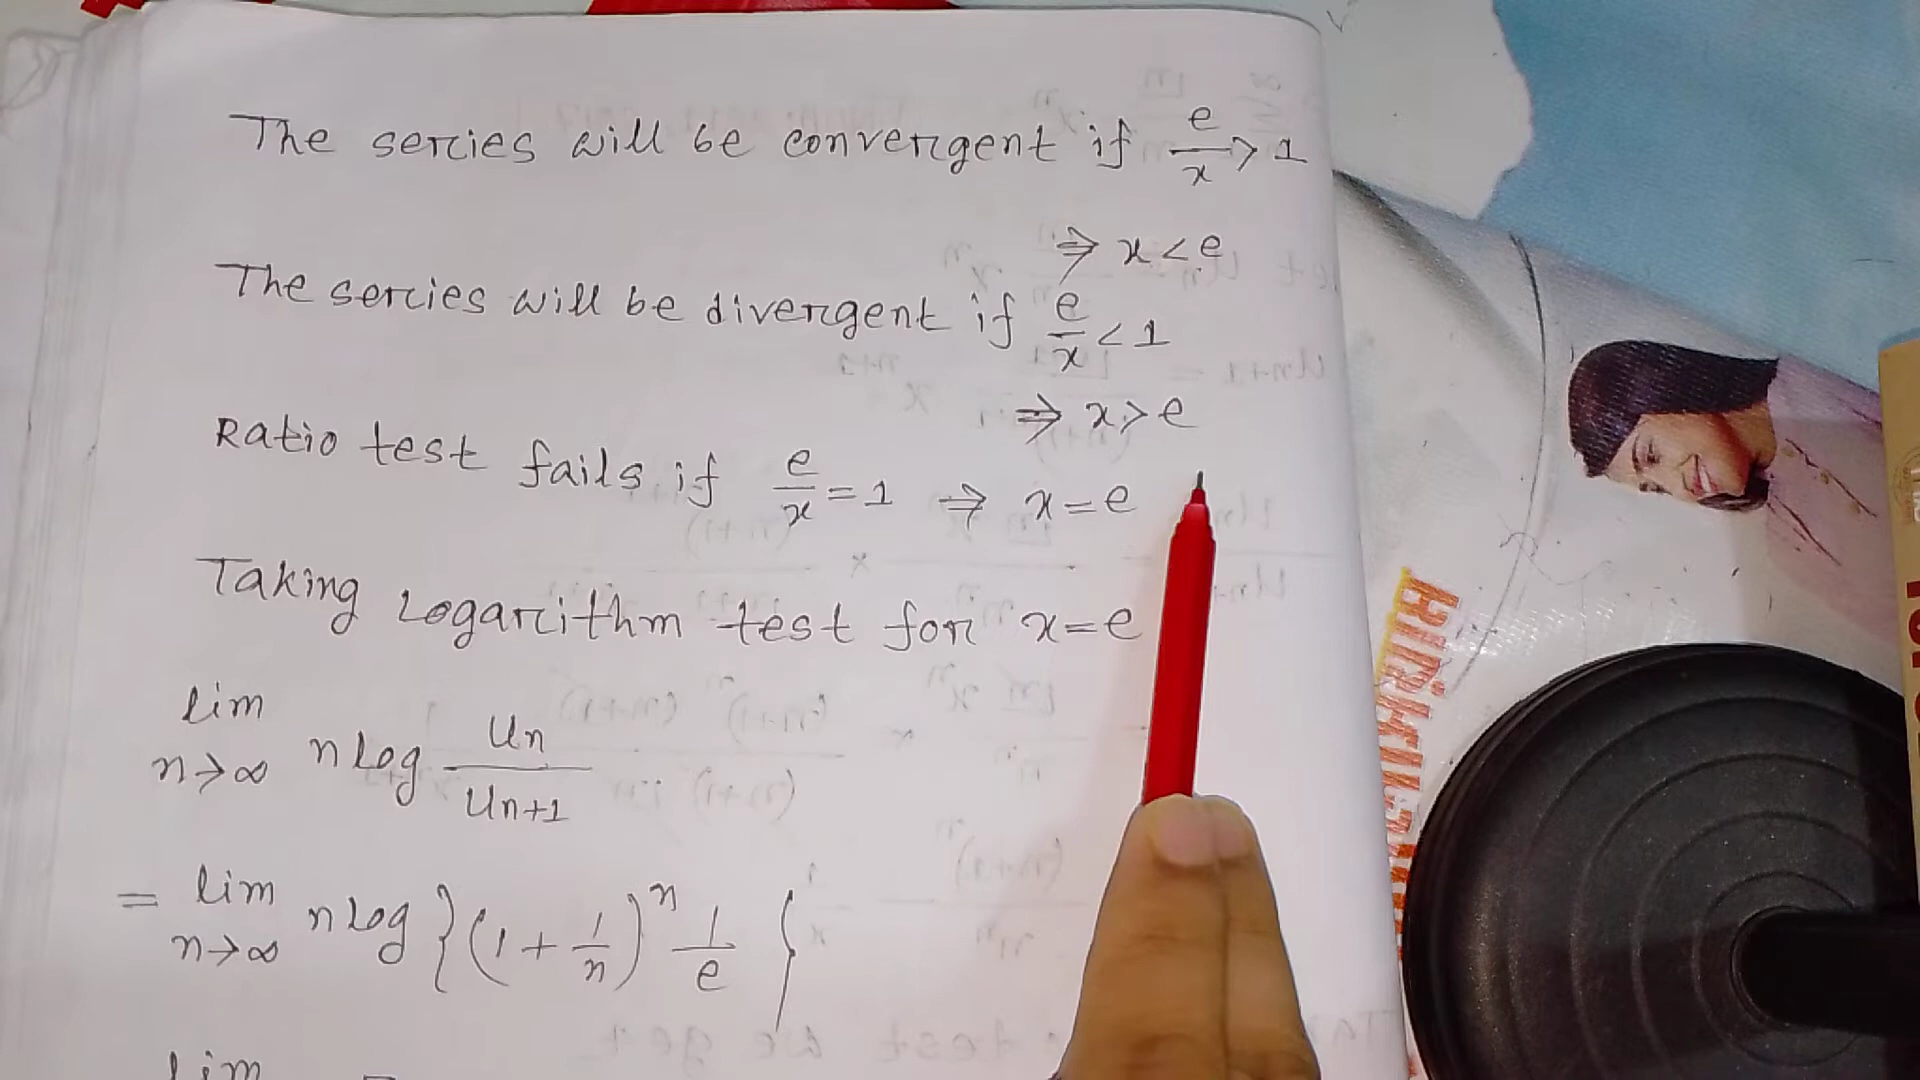 The series will be convergent if e/x > 1
⇒ x < e
The series will be divergent if e/x < 1
⇒ x > e
Ratio test fails if e/x = 1 ⇒ x = e
Taking Logarithm test for x = e
lim n→∞ n log Un/Un+1
= lim n→∞ n log {(1 + 1/n)^n 1/e}
lim